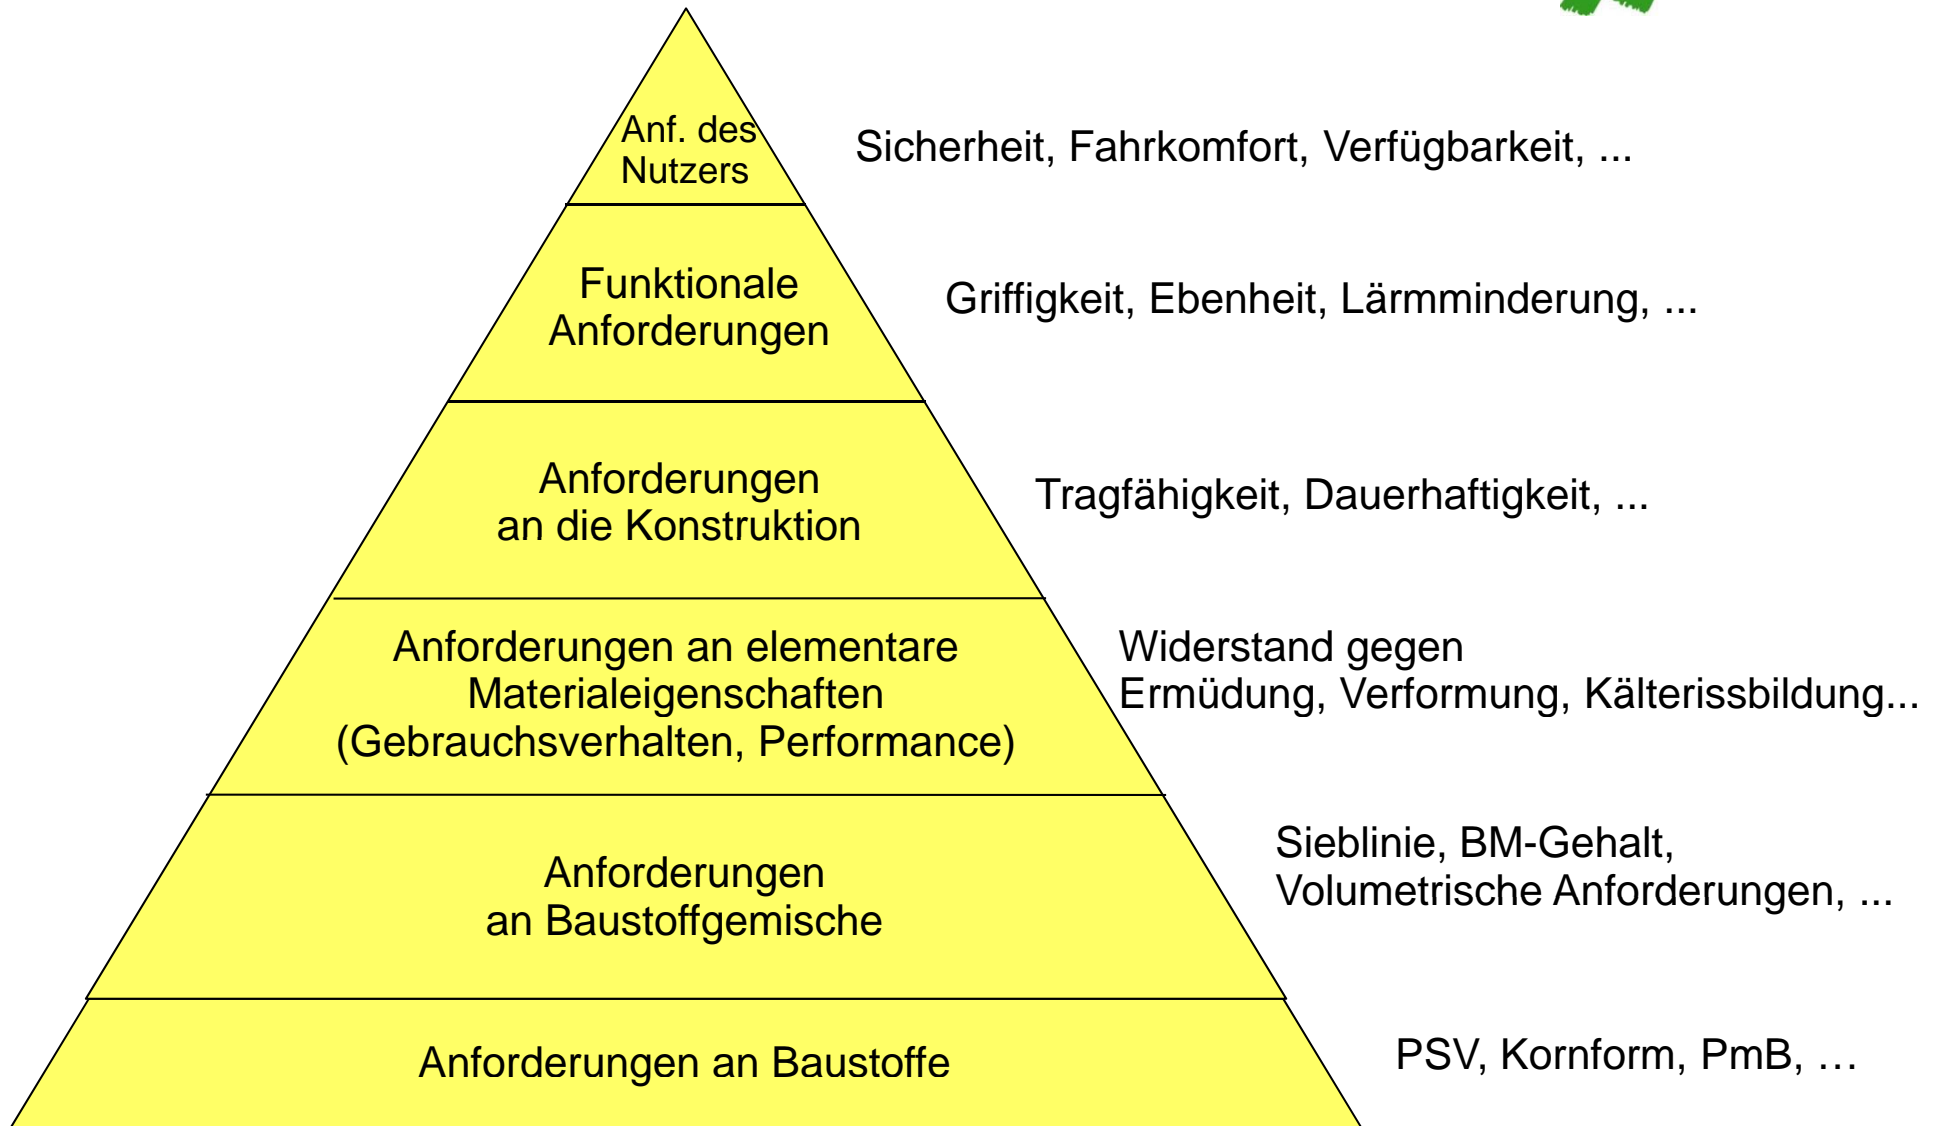 Anf. des
Nutzers
Sicherheit, Fahrkomfort, Verfügbarkeit, ...
Funktionale
Anforderungen
Griffigkeit, Ebenheit, Lärmminderung, ...
Anforderungen
an die Konstruktion
Tragfähigkeit, Dauerhaftigkeit, ...
Anforderungen an elementare
Materialeigenschaften
(Gebrauchsverhalten, Performance)
Widerstand gegen
Ermüdung, Verformung, Kälterissbildung...
Anforderungen
an Baustoffgemische
Sieblinie, BM-Gehalt,
Volumetrische Anforderungen, ...
Anforderungen an Baustoffe
PSV, Kornform, PmB, …